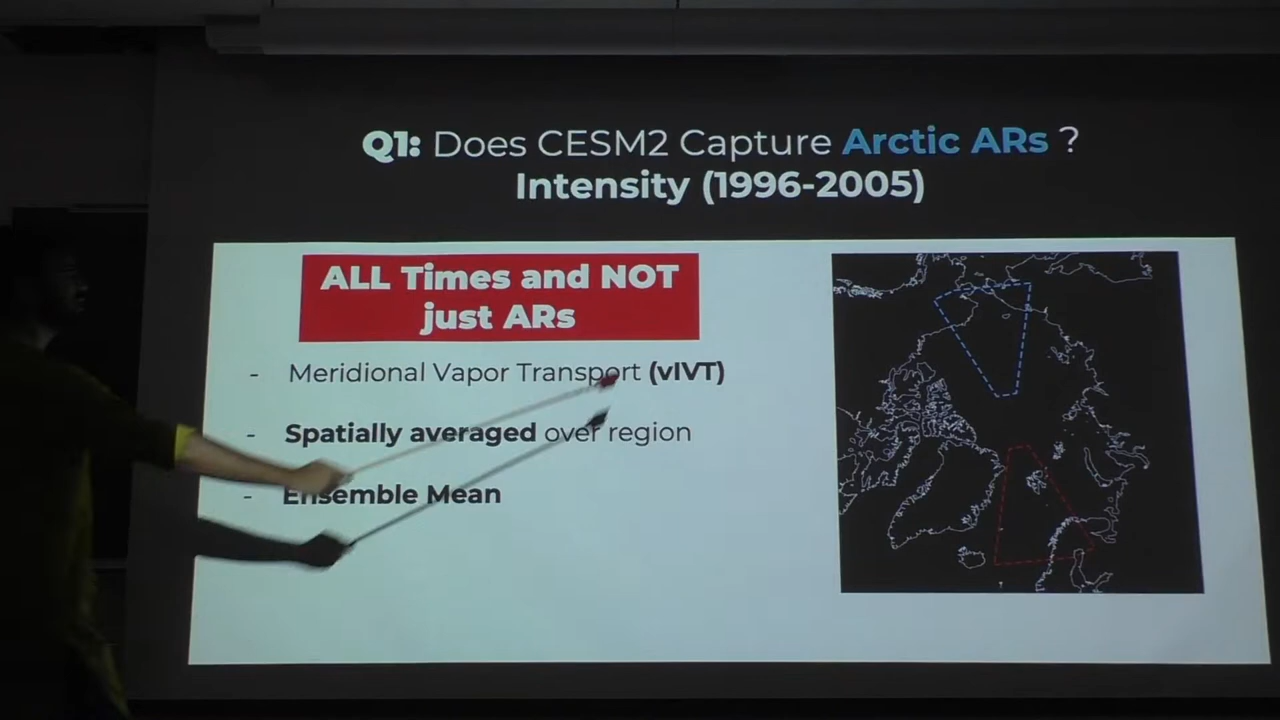 Q1: Does CESM2 Capture Arctic ARs ?
Intensity (1996-2005)
ALL Times and NOT
just ARs
- Meridional Vapor Transport (vIVT)
- Spatially averaged over region
- Ensemble Mean